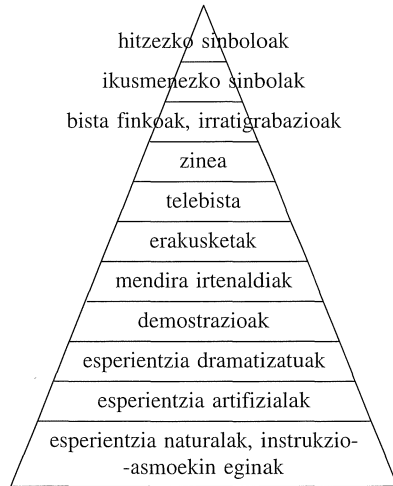 hitzezko sinboloak
ikusmenezko sinbolak
bista finkoak, irratigrabazioak
zinea
telebista
erakusketak
mendira irtenaldiak
demostrazioak
esperientzia dramatizatuak
esperientzia artifizialak
esperientzia naturalak, instrukzio-
-asmoekin eginak